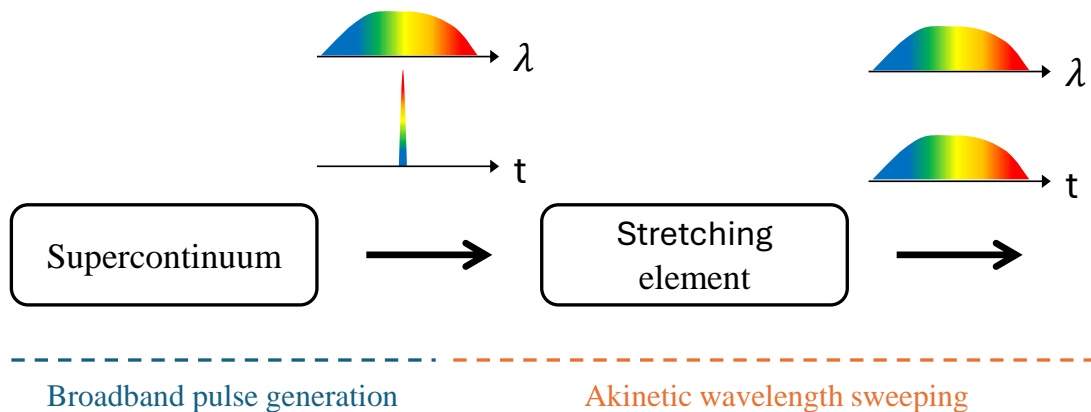 λ
t
λ
t
Supercontinuum
Stretching
element
Broadband pulse generation
Akinetic wavelength sweeping